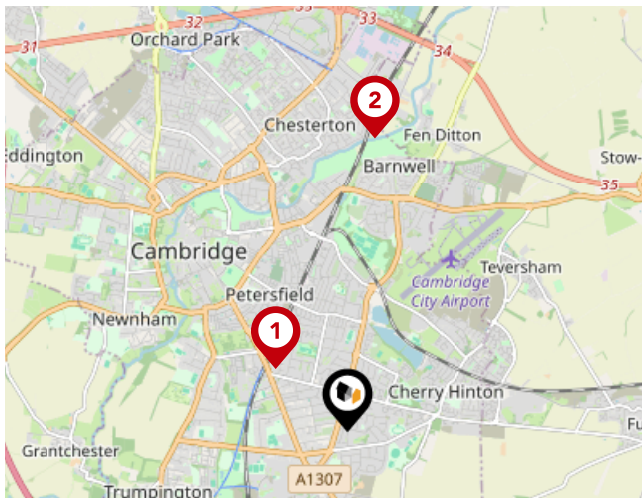 33
32
31
Orchard Park
34
2
Chesterton
Fen Ditton
Eddington
Barnwell
Stow-
35
Cambridge
Cambridge
City Airport
Teversham
Petersfield
Newnham
1
Cherry Hinton
Fu
Grantchester
A1307
Trumpington